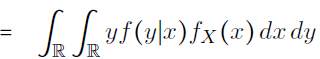 = ∫_ℝ ∫_ℝ y f(y|x) f_X(x) dx dy